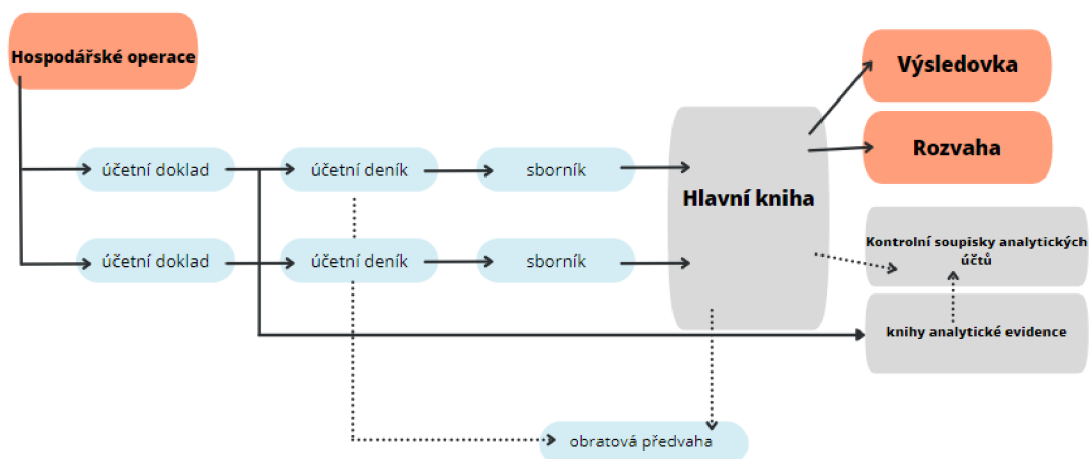 Hospodářské operace
Výsledovka
Rozvaha
účetní doklad
účetní deník
sborník
Hlavní kniha
účetní doklad
účetní deník
sborník
Kontrolní soupisky analytických
účtů
knihy analytické evidence
obratová předvaha